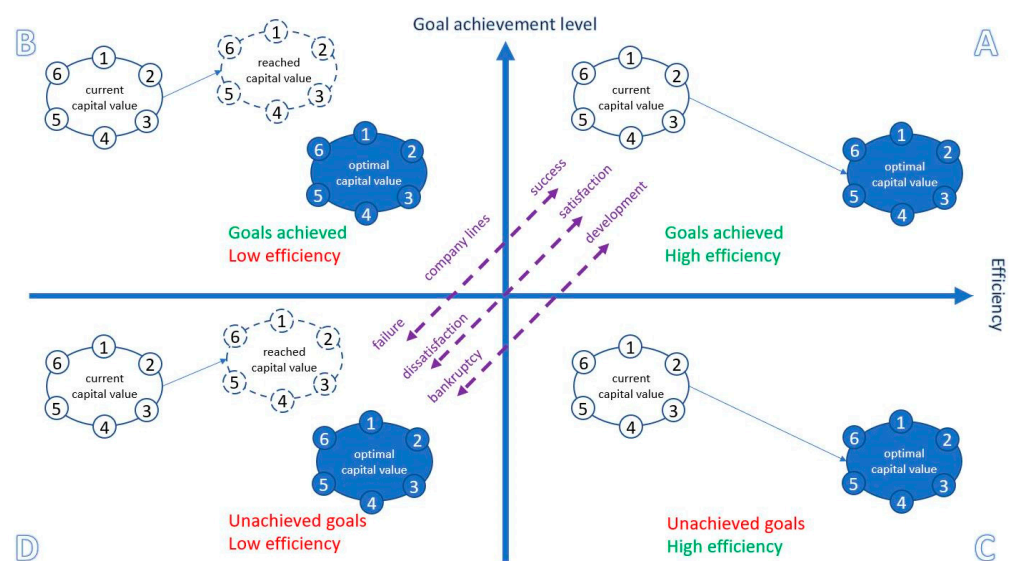 Goal achievement level
B
1
2
3
4
5
6
current
capital value
1
2
3
4
5
6
reached
capital value
1
2
3
4
5
6
optimal
capital value
Goals achieved
Low efficiency
A
1
2
3
4
5
6
current
capital value
1
2
3
4
5
6
optimal
capital value
Goals achieved
High efficiency
company lines
success
satisfaction
development
failure
dissatisfaction
bankruptcy
Efficiency
1
2
3
4
5
6
current
capital value
1
2
3
4
5
6
reached
capital value
1
2
3
4
5
6
optimal
capital value
Unachieved goals
Low efficiency
D
1
2
3
4
5
6
current
capital value
1
2
3
4
5
6
optimal
capital value
Unachieved goals
High efficiency
C